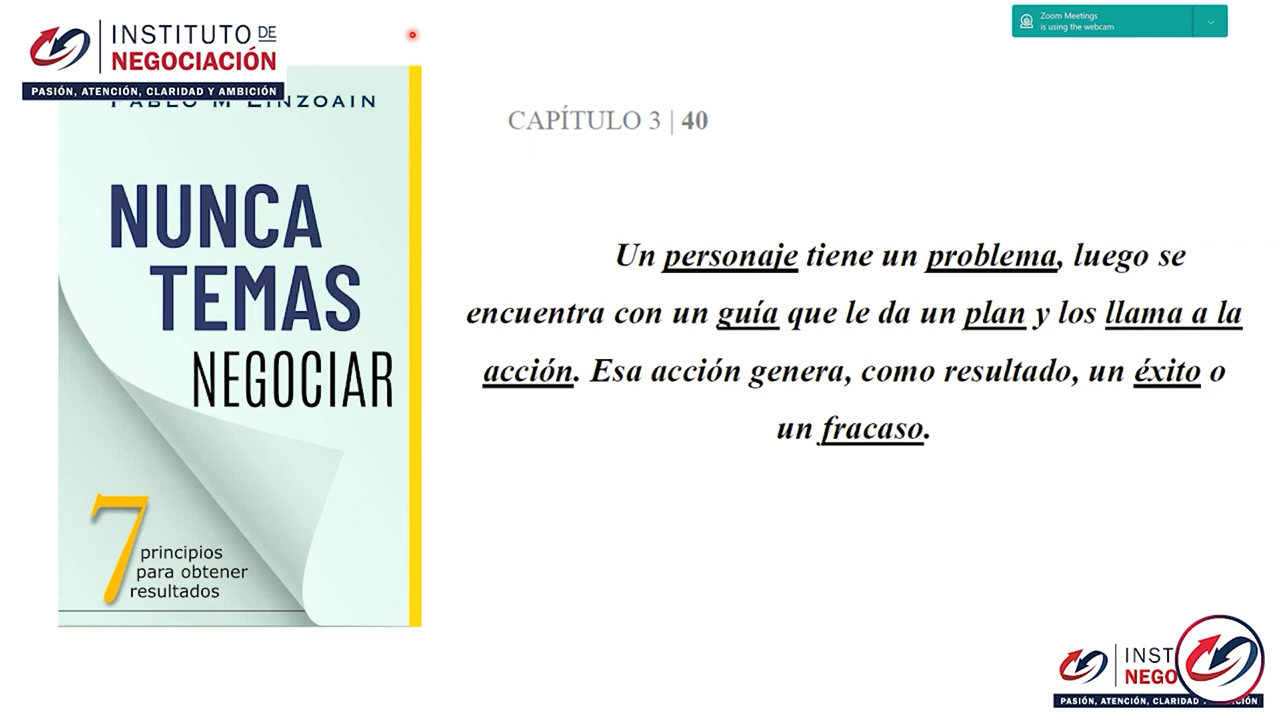 INSTITUTO DE
NEGOCIACIÓN
PASIÓN, ATENCIÓN, CLARIDAD Y AMBICIÓN
PABLO M LINZOAIN
NUNCA
TEMAS
NEGOCIAR
7
principios
para obtener
resultados
Zoom Meetings
is using the webcam
CAPÍTULO 3 | 40
Un personaje tiene un problema, luego se
encuentra con un guía que le da un plan y los llama a la
acción. Esa acción genera, como resultado, un éxito o
un fracaso.
INST
NEGO
PASIÓN, ATENCIÓN, CLARIDAD